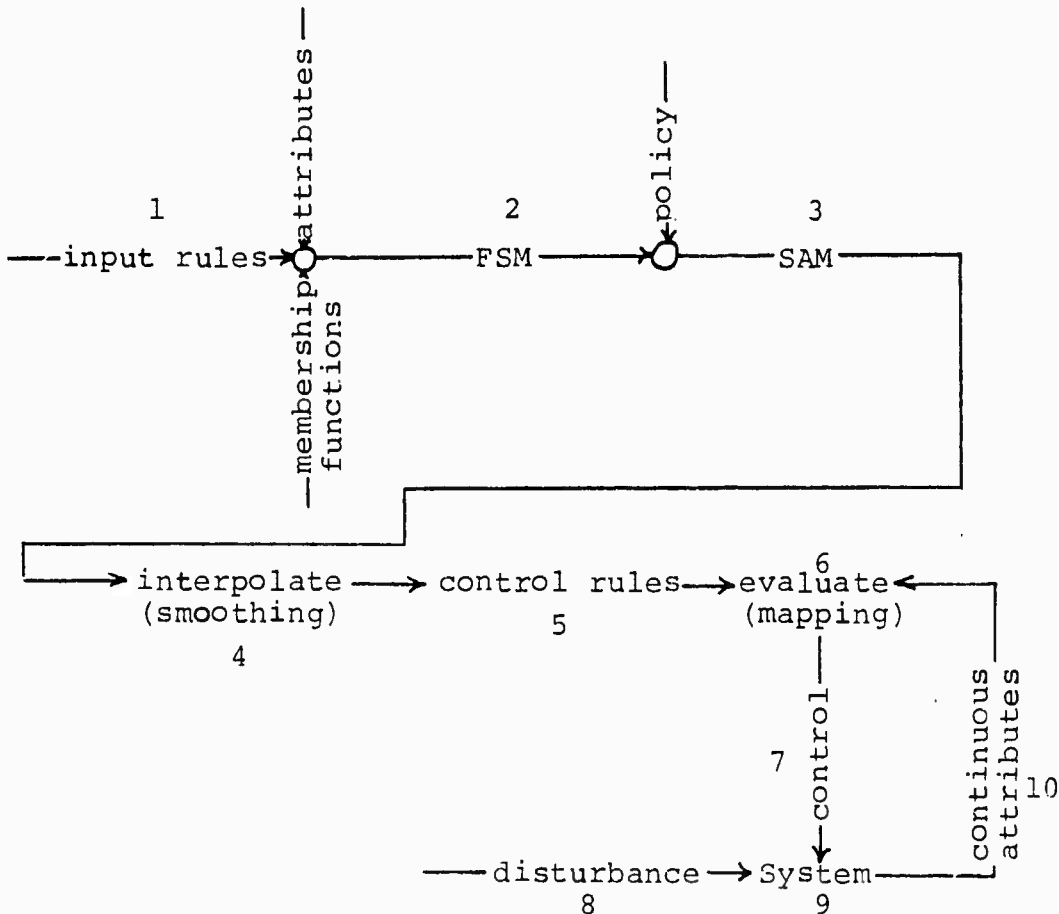 attributes
policy
1
2
3
input rules
FSM
SAM
membership
functions
6
interpolate
control rules
evaluate
(smoothing)
(mapping)
4
5
7
control
continuous
attributes
10
disturbance
System
8
9